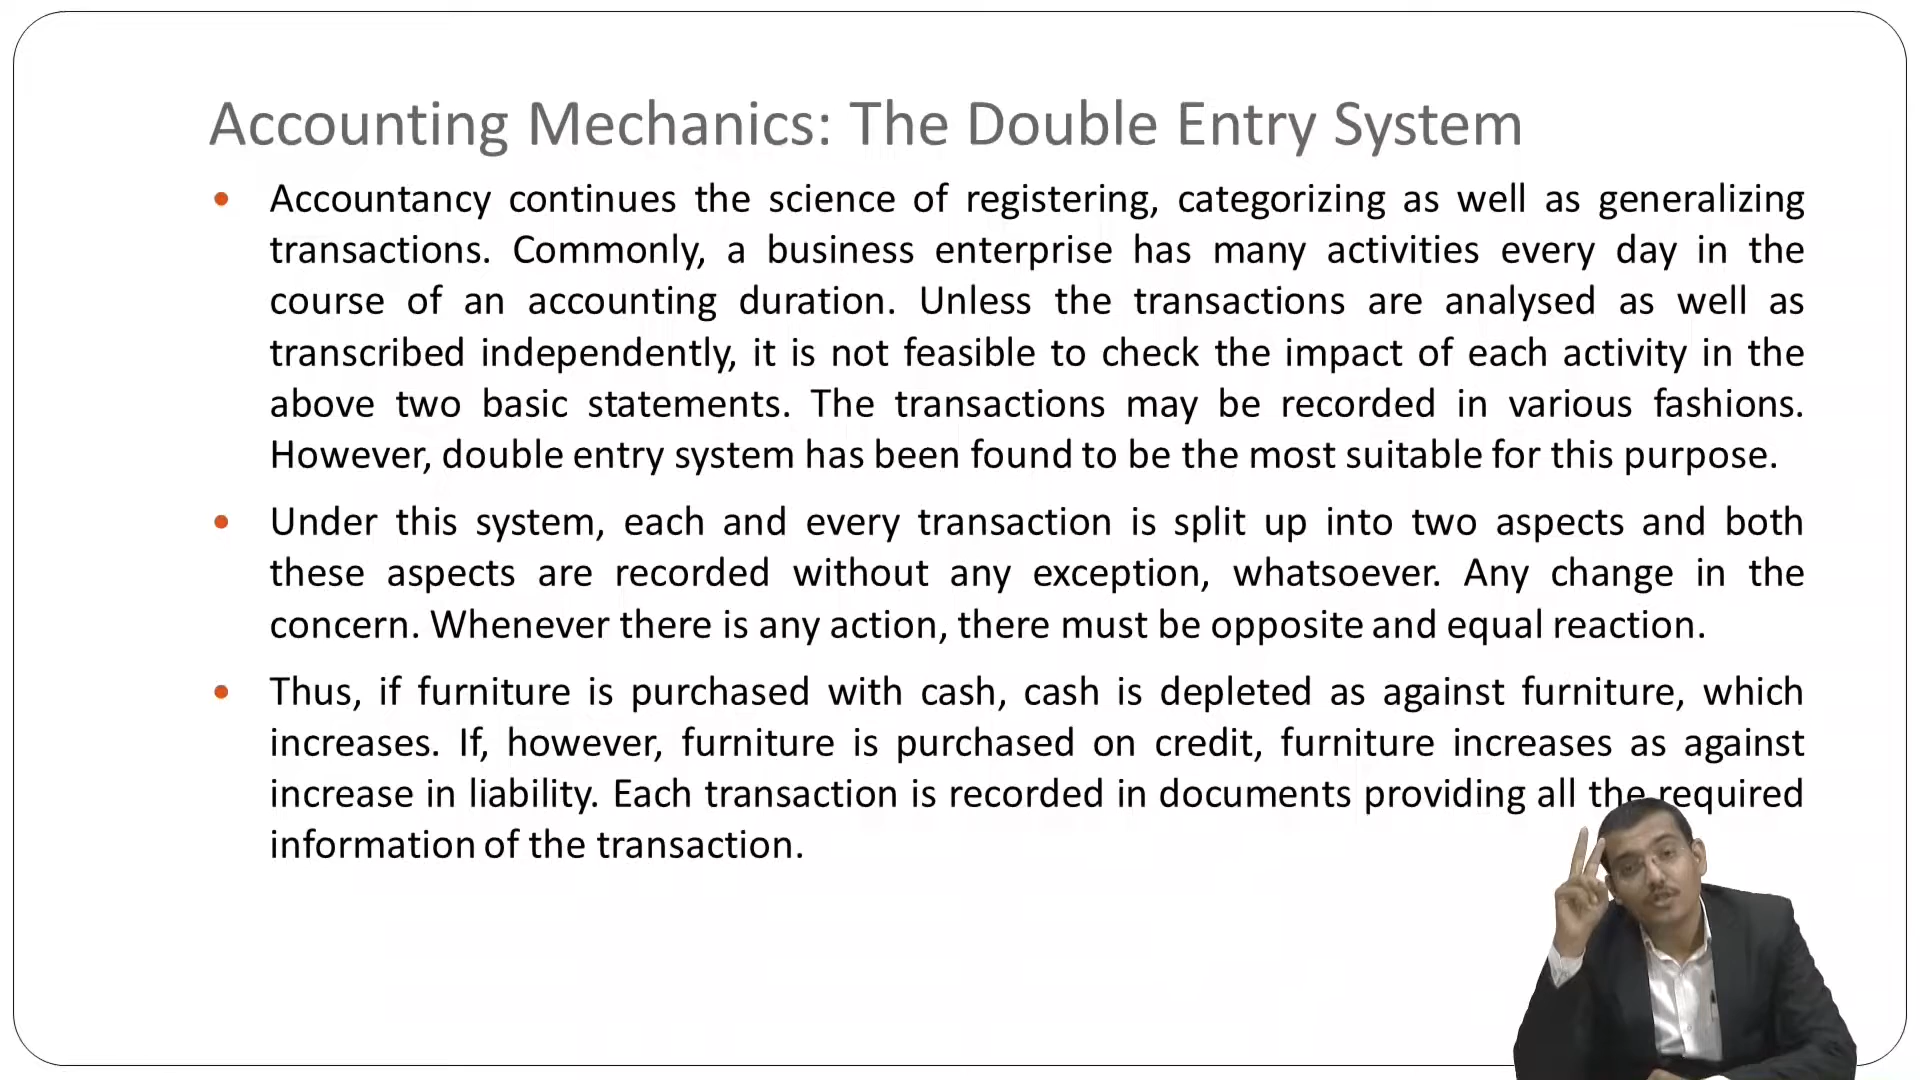 Accounting Mechanics: The Double Entry System
• Accountancy continues the science of registering, categorizing as well as generalizing
transactions. Commonly, a business enterprise has many activities every day in the
course of an accounting duration. Unless the transactions are analysed as well as
transcribed independently, it is not feasible to check the impact of each activity in the
above two basic statements. The transactions may be recorded in various fashions.
However, double entry system has been found to be the most suitable for this purpose.
• Under this system, each and every transaction is split up into two aspects and both
these aspects are recorded without any exception, whatsoever. Any change in the
concern. Whenever there is any action, there must be opposite and equal reaction.
• Thus, if furniture is purchased with cash, cash is depleted as against furniture, which
increases. If, however, furniture is purchased on credit, furniture increases as against
increase in liability. Each transaction is recorded in documents providing all the required
information of the transaction.